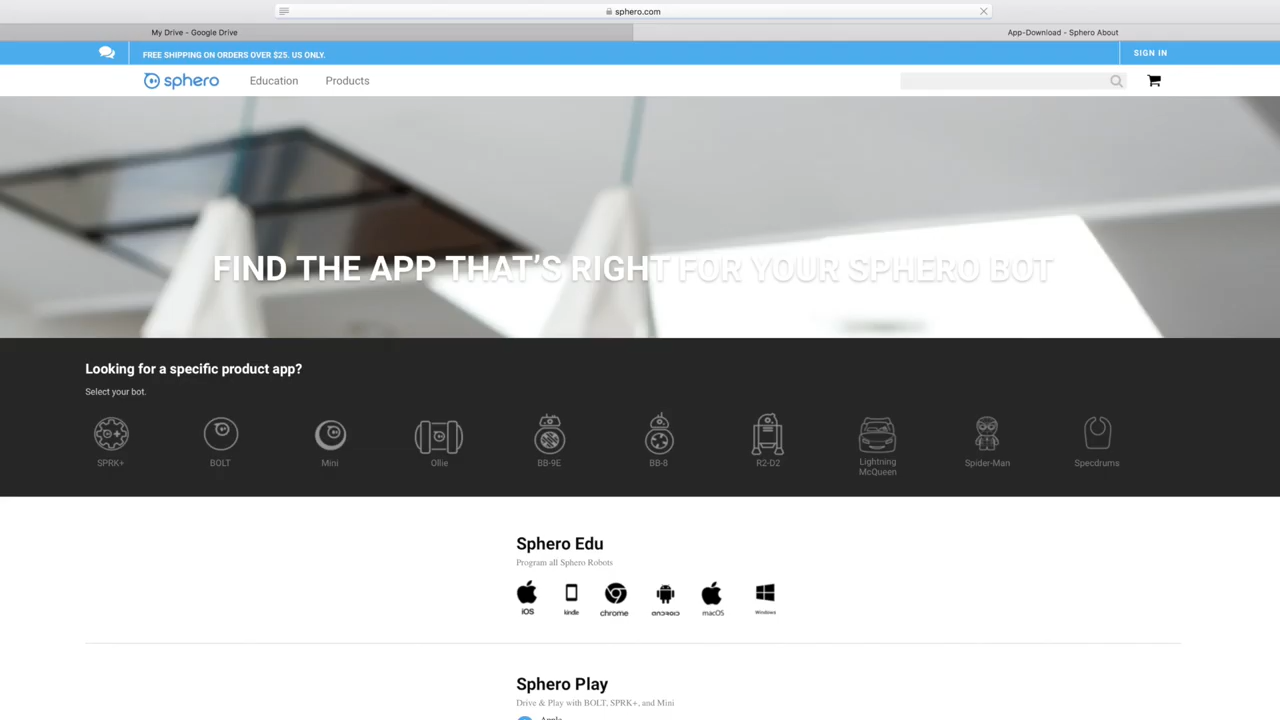 sphero.com
My Drive - Google Drive
App-Download - Sphero About
FREE SHIPPING ON ORDERS OVER $25. US ONLY.
SIGN IN
sphero
Education
Products
FIND THE APP THAT'S RIGHT FOR YOUR SPHERO BOT
Looking for a specific product app?
Select your bot.
SPRK+
BOLT
Mini
Ollie
BB-9E
BB-8
R2-D2
Lightning
McQueen
Spider-Man
Specdrums
Sphero Edu
Program all Sphero Robots
iOS
kindle
chrome
android
macOS
Windows
Sphero Play
Drive & Play with BOLT, SPRK+, and Mini
Apple